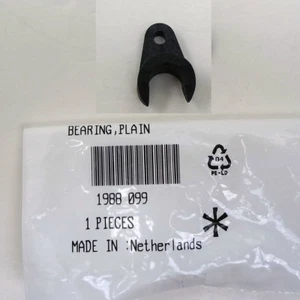 BEARING,PLAIN
1988 099
04
PE-LD
1 PIECES
MADE IN :Netherlands